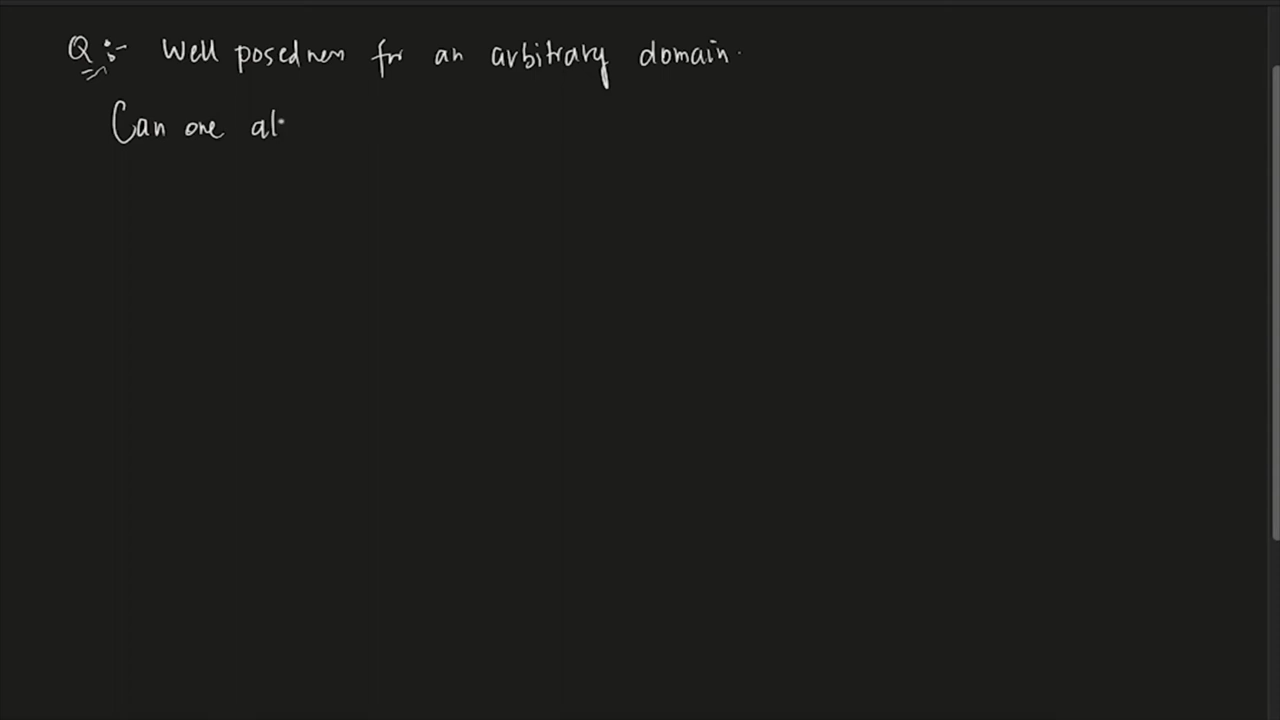 Q :- Well posedness for an arbitrary domain.
Can one al